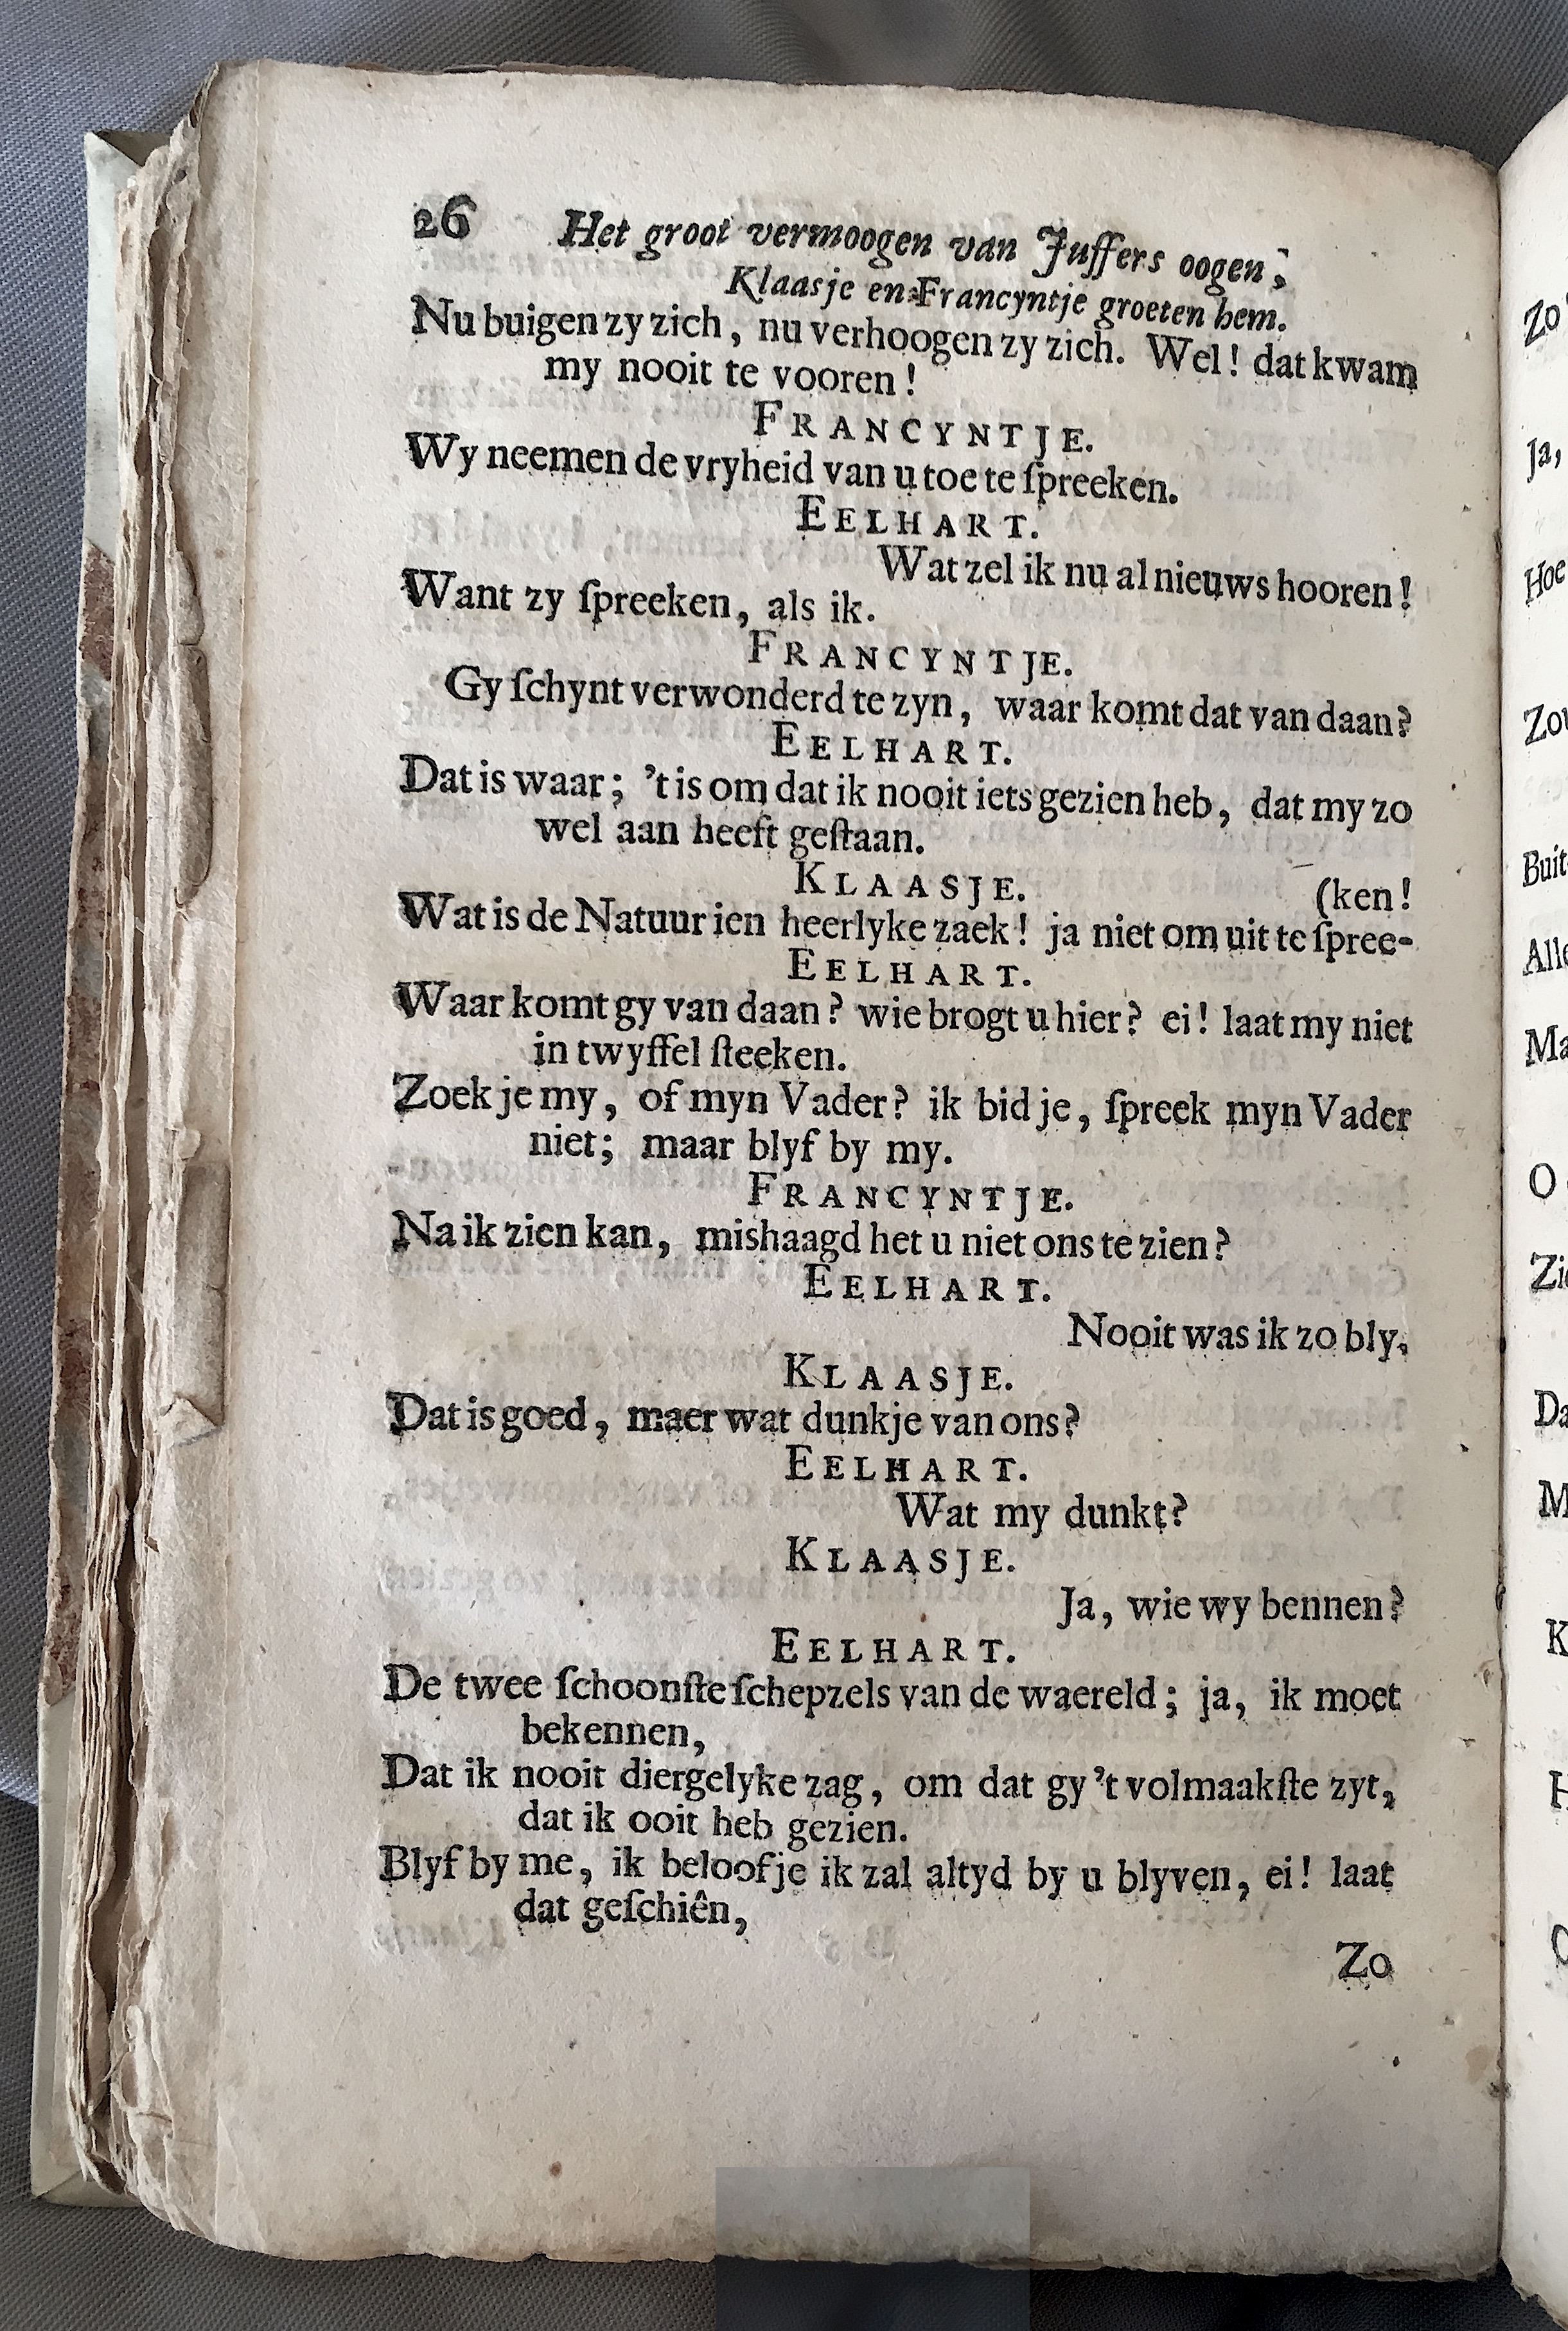 26 Het groot vermoogen van Juffers oogen,
Klaasje en Francyntje groeten hem.
Nu buigen zy zich, nu verhoogen zy zich. Wel! dat kwam
my nooit te vooren!
FRANCYNTJE.
Wy neemen de vryheid van u toe te ſpreeken.
EELHART.
Wat zel ik nu al nieuws hooren!
Want zy ſpreeken, als ik.
FRANCYNTJE.
Gy ſchynt verwonderd te zyn, waar komt dat van daan?
EELHART.
Dat is waar; 't is om dat ik nooit iets gezien heb, dat my zo
wel aan heeft geſtaan.
KLAASJE. (ken!
Wat is de Natuur ien heerlyke zaek! ja niet om uit te ſpree-
EELHART.
Waar komt gy van daan? wie brogt u hier? ei! laat my niet
in twyffel ſteeken.
Zoek je my, of myn Vader? ik bid je, ſpreek myn Vader
niet; maar blyf by my.
FRANCYNTJE.
Na ik zien kan, mishaagd het u niet ons te zien?
EELHART.
Nooit was ik zo bly,
KLAASJE.
Dat is goed, maer wat dunkje van ons?
EELHART.
Wat my dunkt?
KLAASJE.
Ja, wie wy bennen?
EELHART.
De twee ſchoonſte ſchepzels van de waereld; ja, ik moet
bekennen,
Dat ik nooit diergelyke zag, om dat gy 't volmaakſte zyt,
dat ik ooit heb gezien.
Blyf by me, ik beloof je ik zal altyd by u blyven, ei! laat
dat geſchiên,
Zo
Zo
Ja,
Hoe
Zou
Buit
Alle
Ma
O
Zie
Da
M
K